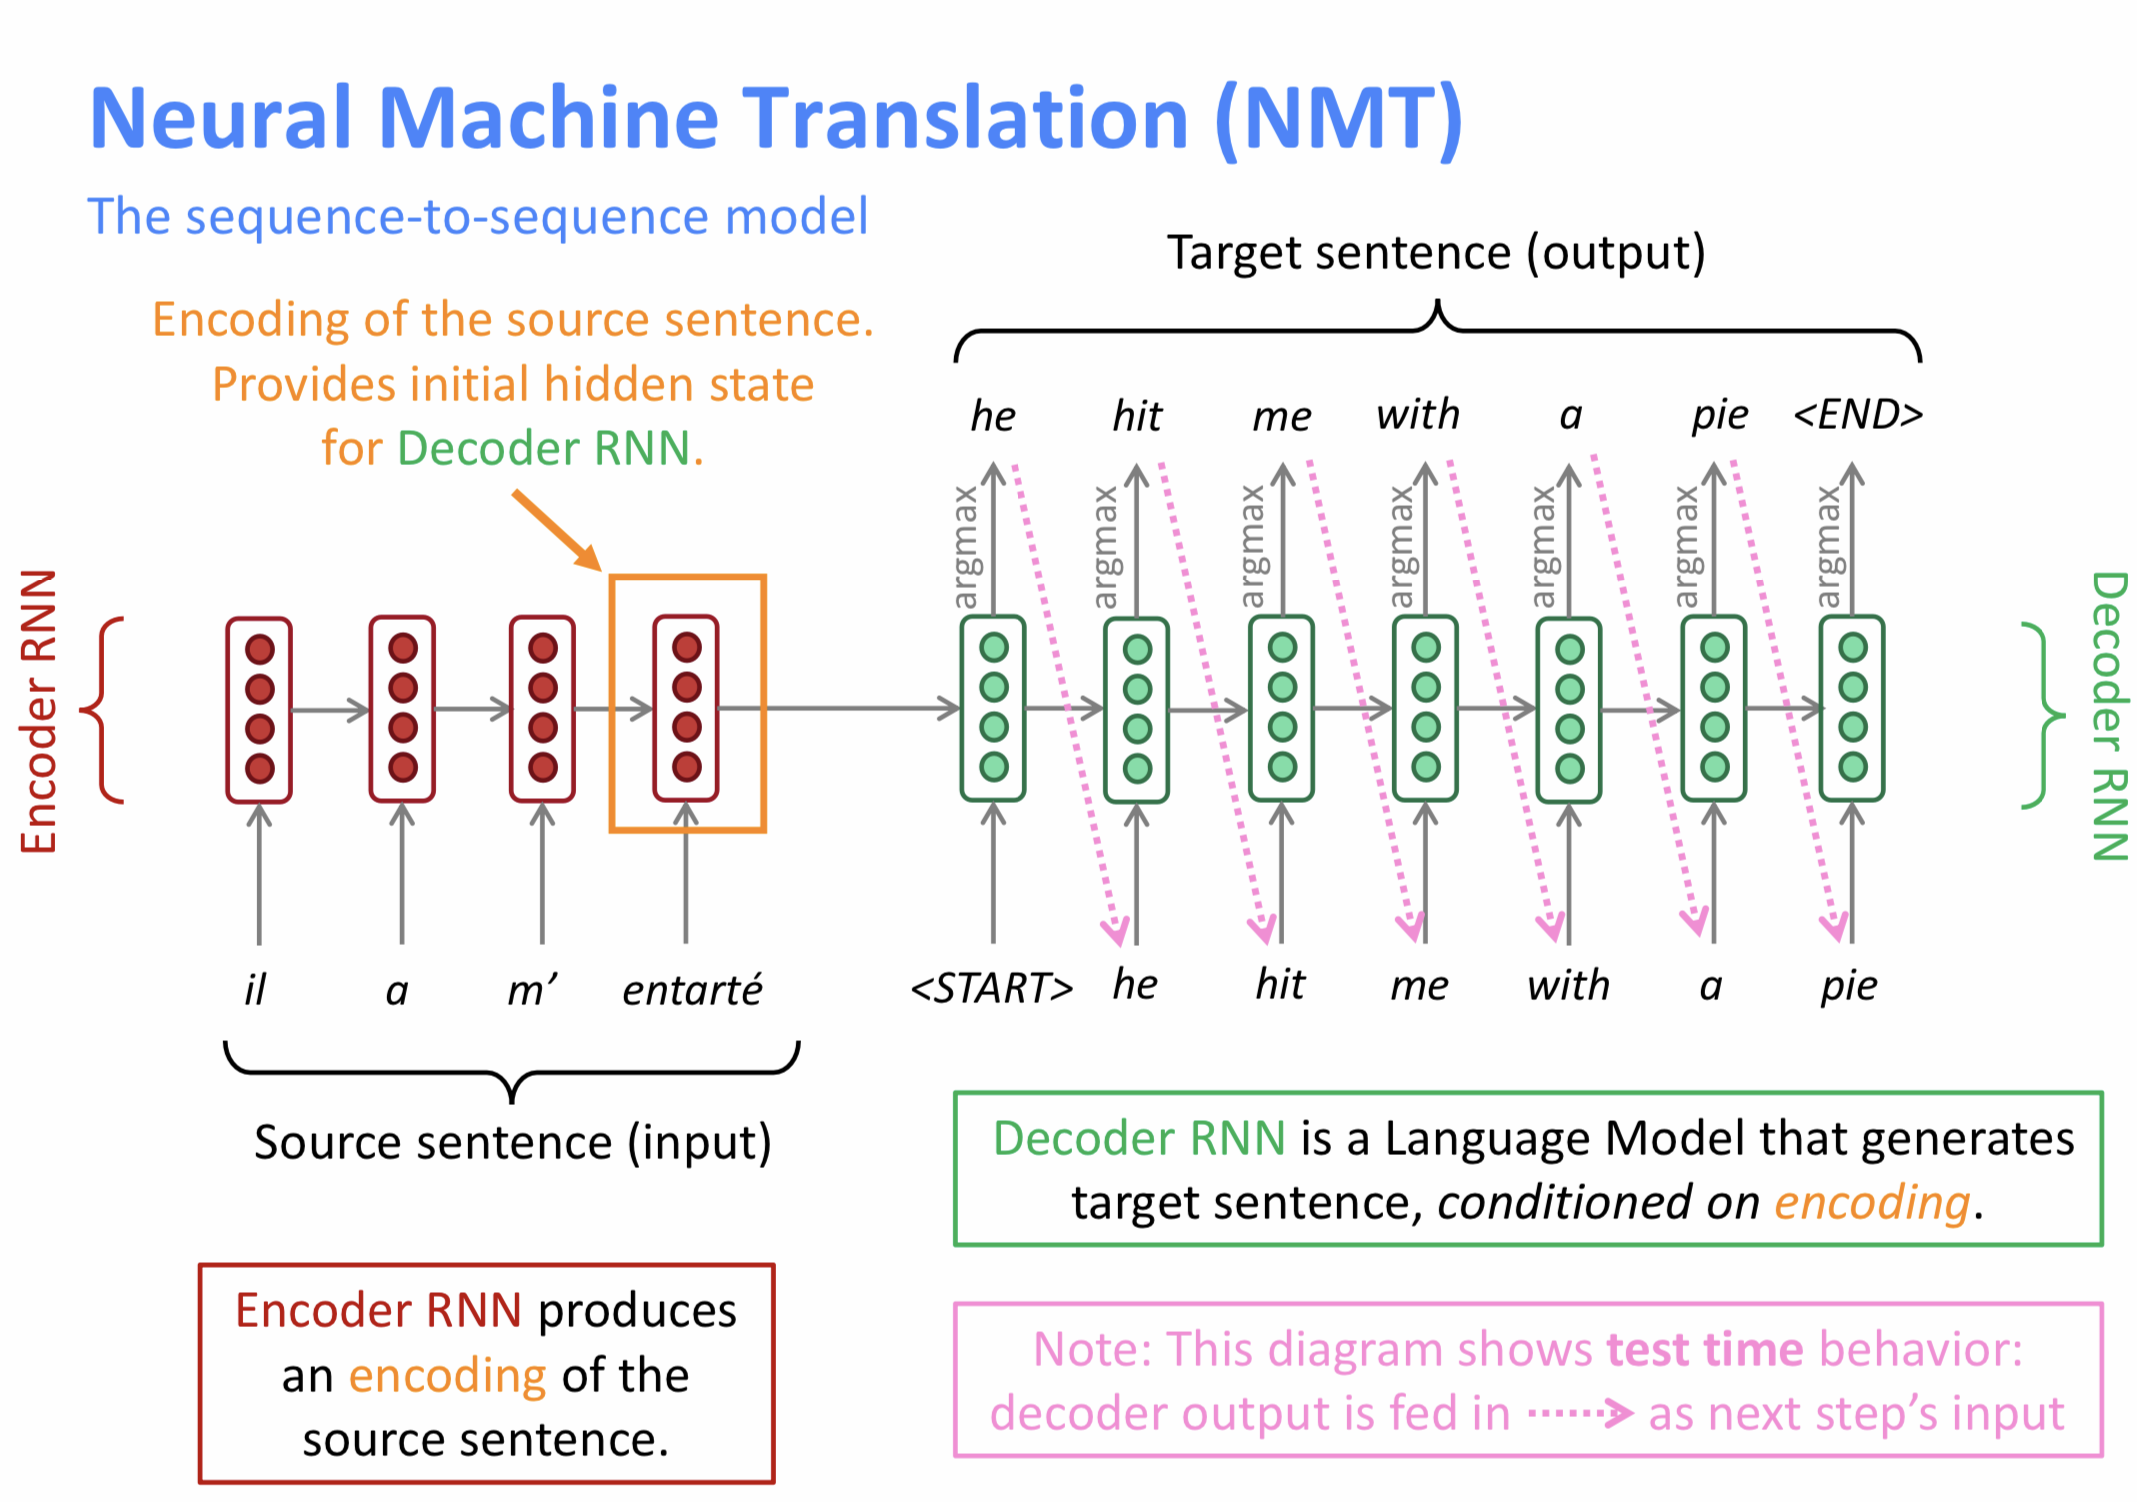 Neural Machine Translation (NMT)
The sequence-to-sequence model
Encoding of the source sentence.
Provides initial hidden state
for Decoder RNN.
Target sentence (output)
he hit me with a pie <END>
argmax argmax argmax argmax argmax argmax argmax
Encoder RNN
Decoder RNN
il a m’ entarté
<START> he hit me with a pie
Source sentence (input)
Encoder RNN produces
an encoding of the
source sentence.
Decoder RNN is a Language Model that generates
target sentence, conditioned on encoding.
Note: This diagram shows test time behavior:
decoder output is fed in as next step’s input